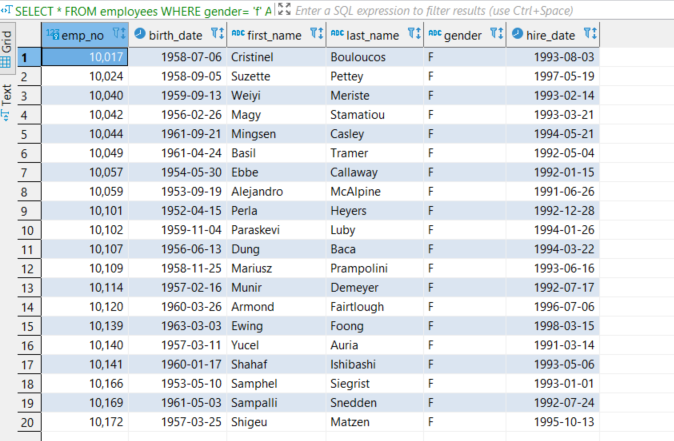 SELECT * FROM employees WHERE gender= 'f' A Enter a SQL expression to filter results (use Ctrl+Space)
Grid
Text
123 emp_no birth_date ABC first_name ABC last_name ABC gender hire_date
1 10,017 1958-07-06 Cristinel Bouloucos F 1993-08-03
2 10,024 1958-09-05 Suzette Pettey F 1997-05-19
3 10,040 1959-09-13 Weiyi Meriste F 1993-02-14
4 10,042 1956-02-26 Magy Stamatiou F 1993-03-21
5 10,044 1961-09-21 Mingsen Casley F 1994-05-21
6 10,049 1961-04-24 Basil Tramer F 1992-05-04
7 10,057 1954-05-30 Ebbe Callaway F 1992-01-15
8 10,059 1953-09-19 Alejandro McAlpine F 1991-06-26
9 10,101 1952-04-15 Perla Heyers F 1992-12-28
10 10,102 1959-11-04 Paraskevi Luby F 1994-01-26
11 10,107 1956-06-13 Dung Baca F 1994-03-22
12 10,109 1958-11-25 Mariusz Prampolini F 1993-06-16
13 10,114 1957-02-16 Munir Demeyer F 1992-07-17
14 10,120 1960-03-26 Armond Fairtlough F 1996-07-06
15 10,139 1963-03-03 Ewing Foong F 1998-03-15
16 10,140 1957-03-11 Yucel Auria F 1991-03-14
17 10,141 1960-01-17 Shahaf Ishibashi F 1993-05-06
18 10,166 1953-05-10 Samphel Siegrist F 1993-01-01
19 10,169 1961-05-03 Sampalli Snedden F 1992-07-24
20 10,172 1957-03-25 Shigeu Matzen F 1995-10-13